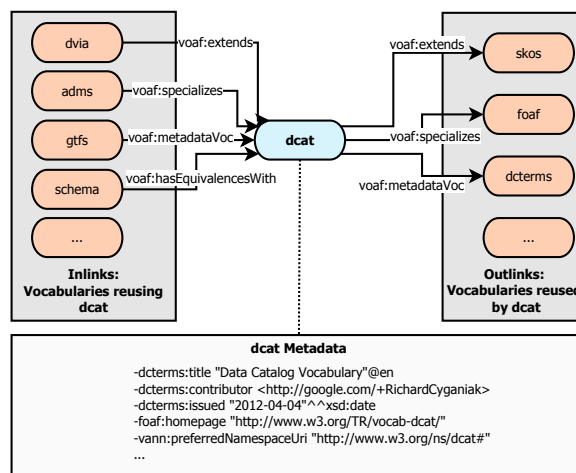 dvia
adms
gtfs
schema
...
Inlinks:
Vocabularies reusing
dcat
voaf:extends
voaf:specializes
voaf:metadataVoc
voaf:hasEquivalencesWith
dcat
voaf:extends
voaf:specializes
voaf:metadataVoc
skos
foaf
dcterms
...
Outlinks:
Vocabularies reused
by dcat
dcat Metadata
-dcterms:title "Data Catalog Vocabulary"@en
-dcterms:contributor <http://google.com/+RichardCyganiak>
-dcterms:issued "2012-04-04"^^xsd:date
-foaf:homepage "http://www.w3.org/TR/vocab-dcat/"
-vann:preferredNamespaceUri "http://www.w3.org/ns/dcat#"
...